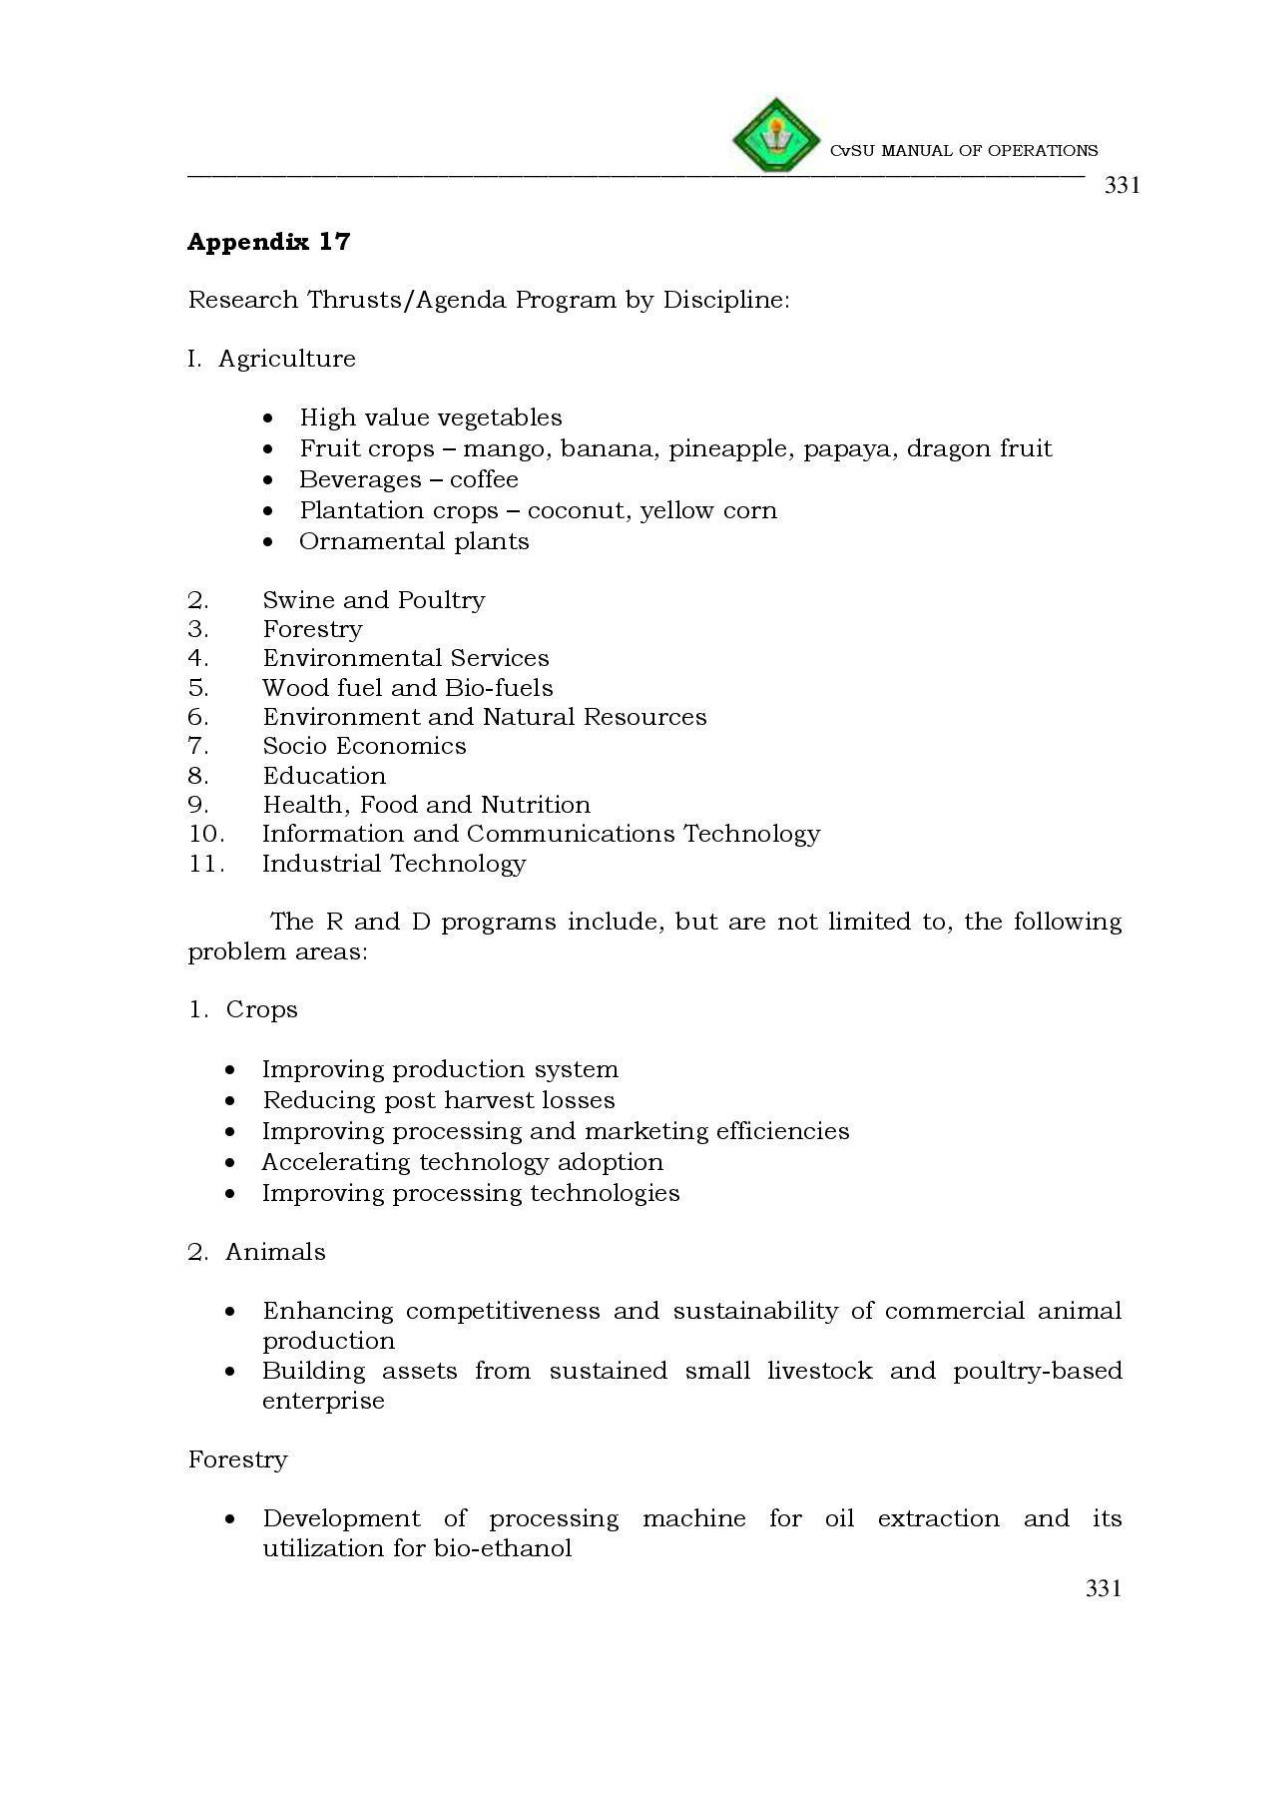 CvSU MANUAL OF OPERATIONS
331
Appendix 17
Research Thrusts/Agenda Program by Discipline:
I. Agriculture
• High value vegetables
• Fruit crops – mango, banana, pineapple, papaya, dragon fruit
• Beverages – coffee
• Plantation crops – coconut, yellow corn
• Ornamental plants
2. Swine and Poultry
3. Forestry
4. Environmental Services
5. Wood fuel and Bio-fuels
6. Environment and Natural Resources
7. Socio Economics
8. Education
9. Health, Food and Nutrition
10. Information and Communications Technology
11. Industrial Technology
The R and D programs include, but are not limited to, the following
problem areas:
1. Crops
• Improving production system
• Reducing post harvest losses
• Improving processing and marketing efficiencies
• Accelerating technology adoption
• Improving processing technologies
2. Animals
• Enhancing competitiveness and sustainability of commercial animal
production
• Building assets from sustained small livestock and poultry-based
enterprise
Forestry
• Development of processing machine for oil extraction and its
utilization for bio-ethanol
331